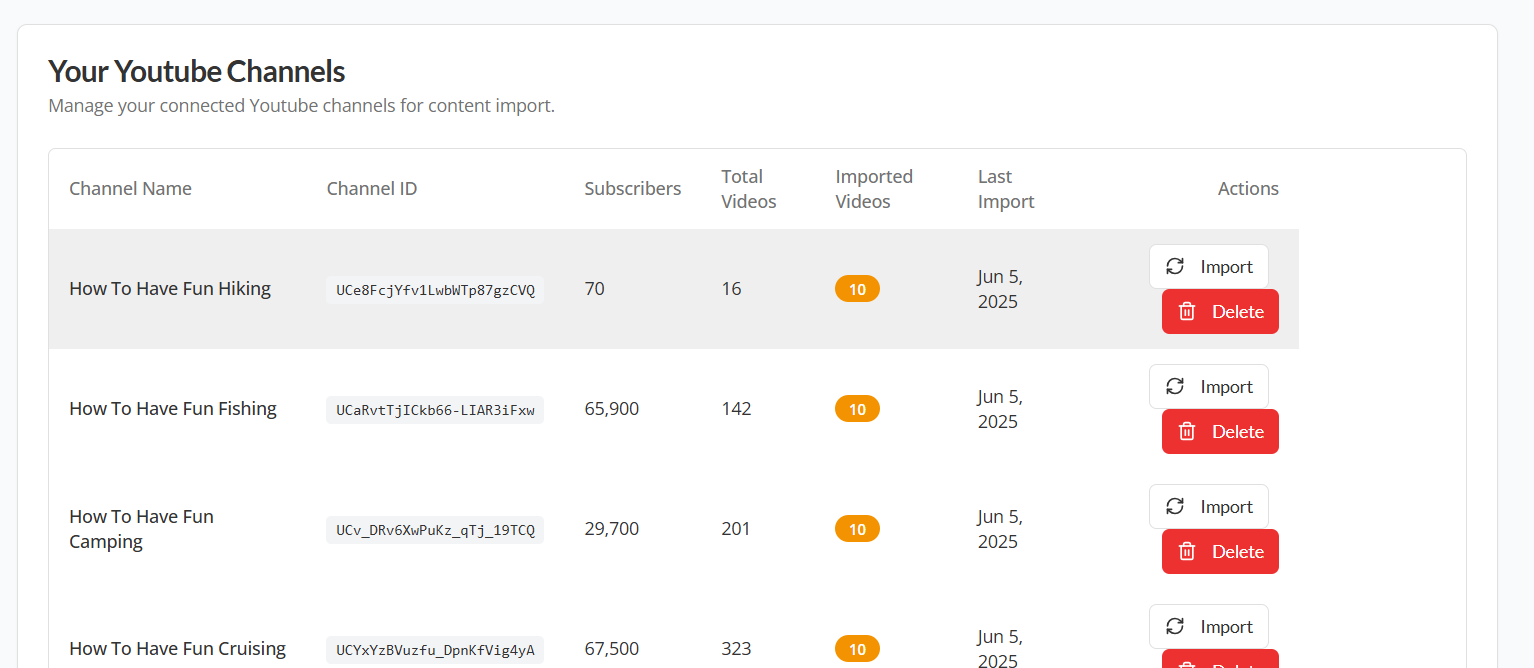 Your Youtube Channels
Manage your connected Youtube channels for content import.
Channel Name Channel ID Subscribers Total Videos Imported Videos Last Import Actions
How To Have Fun Hiking UCe8FcjYfv1LwbWTp87gzCVQ 70 16 10 Jun 5, 2025 Import
Delete
How To Have Fun Fishing UCaRvtTjICkb66-LIAR3iFxw 65,900 142 10 Jun 5, 2025 Import
Delete
How To Have Fun Camping UCv_DRv6XwPuKz_qTj_19TCQ 29,700 201 10 Jun 5, 2025 Import
Delete
How To Have Fun Cruising UCYxYzBVuzfu_DpnKfVig4yA 67,500 323 10 Jun 5, 2025 Import
Delete